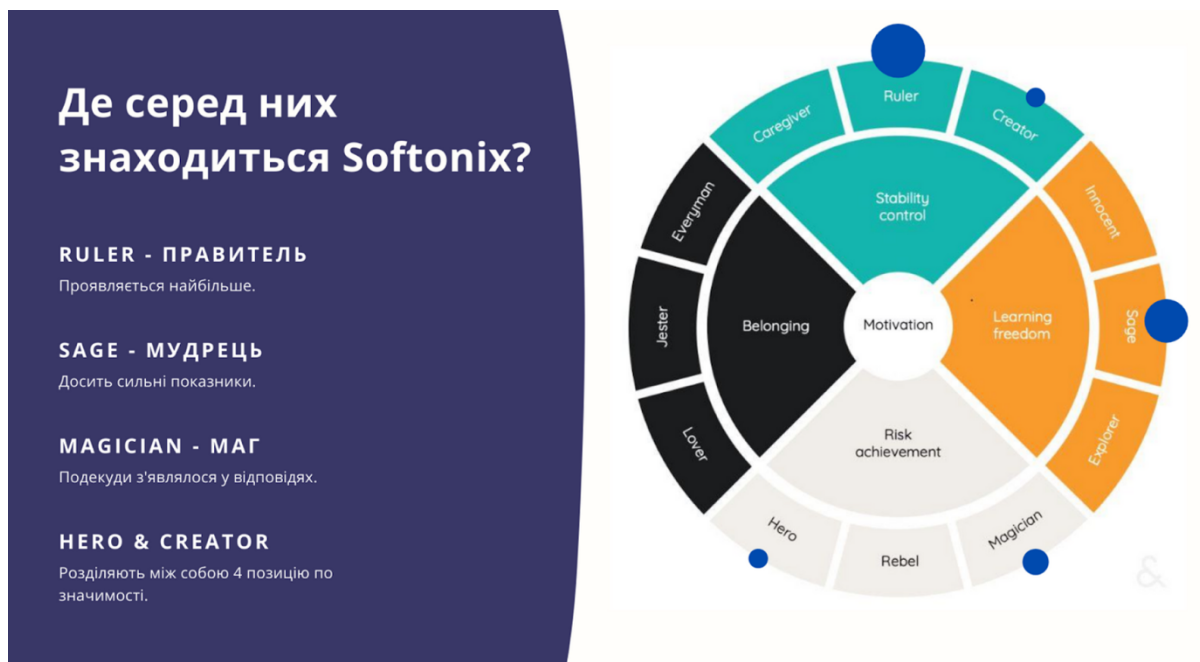 Де серед них
знаходиться Softonix?
RULER - ПРАВИТЕЛЬ
Проявляється найбільше.
SAGE - МУДРЕЦЬ
Досить сильні показники.
MAGICIAN - МАГ
Подекуди з'являлося у відповідях.
HERO & CREATOR
Розділяють між собою 4 позицію по
значимості.
Caregiver
Ruler
Creator
Innocent
Sage
Explorer
Magician
Rebel
Hero
Lover
Jester
Everyman
Stability
control
Learning
freedom
Risk
achievement
Belonging
Motivation
&